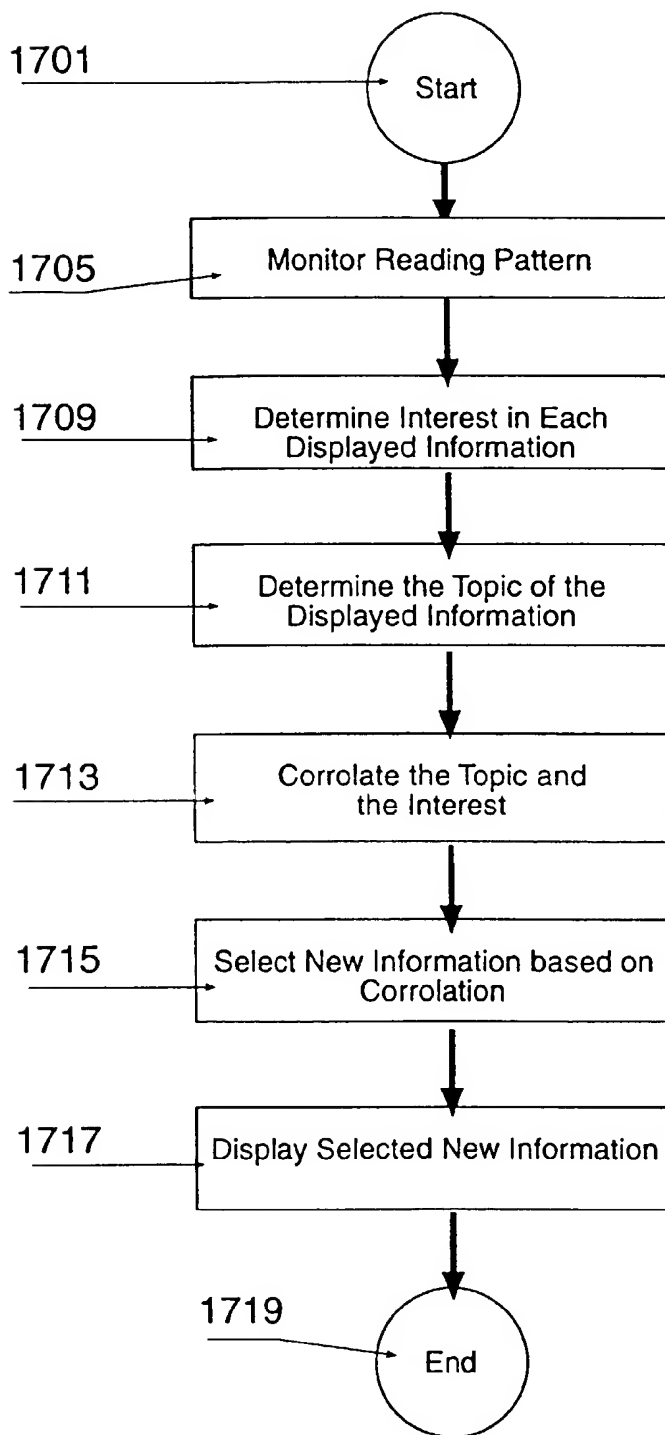 1701
Start
1705
Monitor Reading Pattern
1709
Determine Interest in Each
Displayed Information
1711
Determine the Topic of the
Displayed Information
1713
Corrolate the Topic and
the Interest
1715
Select New Information based on
Corrolation
1717
Display Selected New Information
1719
End